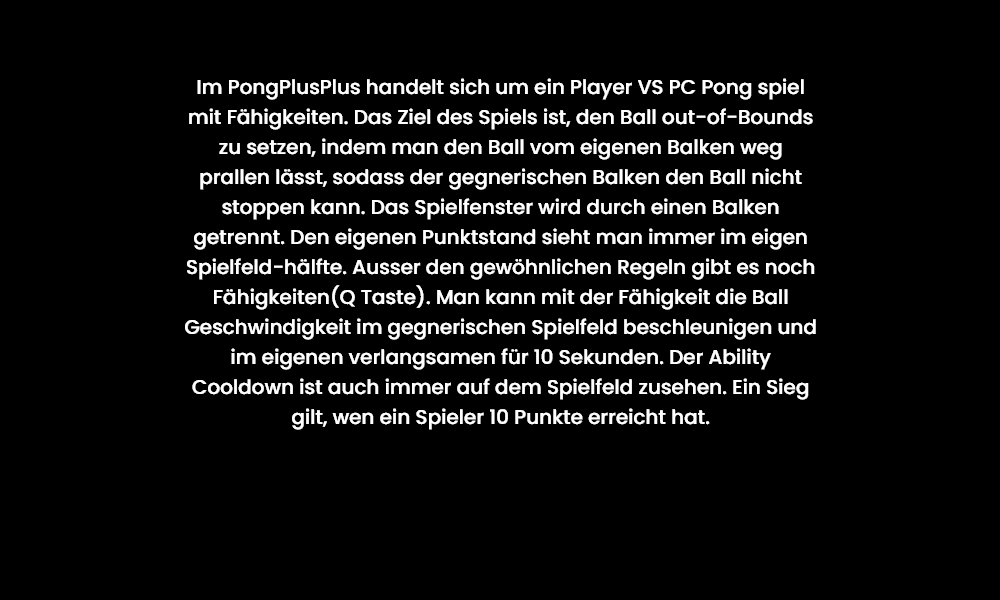 Im PongPlusPlus handelt sich um ein Player VS PC Pong spiel
mit Fähigkeiten. Das Ziel des Spiels ist, den Ball out-of-Bounds
zu setzen, indem man den Ball vom eigenen Balken weg
prallen lässt, sodass der gegnerischen Balken den Ball nicht
stoppen kann. Das Spielfenster wird durch einen Balken
getrennt. Den eigenen Punktstand sieht man immer im eigen
Spielfeld-hälfte. Ausser den gewöhnlichen Regeln gibt es noch
Fähigkeiten(Q Taste). Man kann mit der Fähigkeit die Ball
Geschwindigkeit im gegnerischen Spielfeld beschleunigen und
im eigenen verlangsamen für 10 Sekunden. Der Ability
Cooldown ist auch immer auf dem Spielfeld zusehen. Ein Sieg
gilt, wen ein Spieler 10 Punkte erreicht hat.